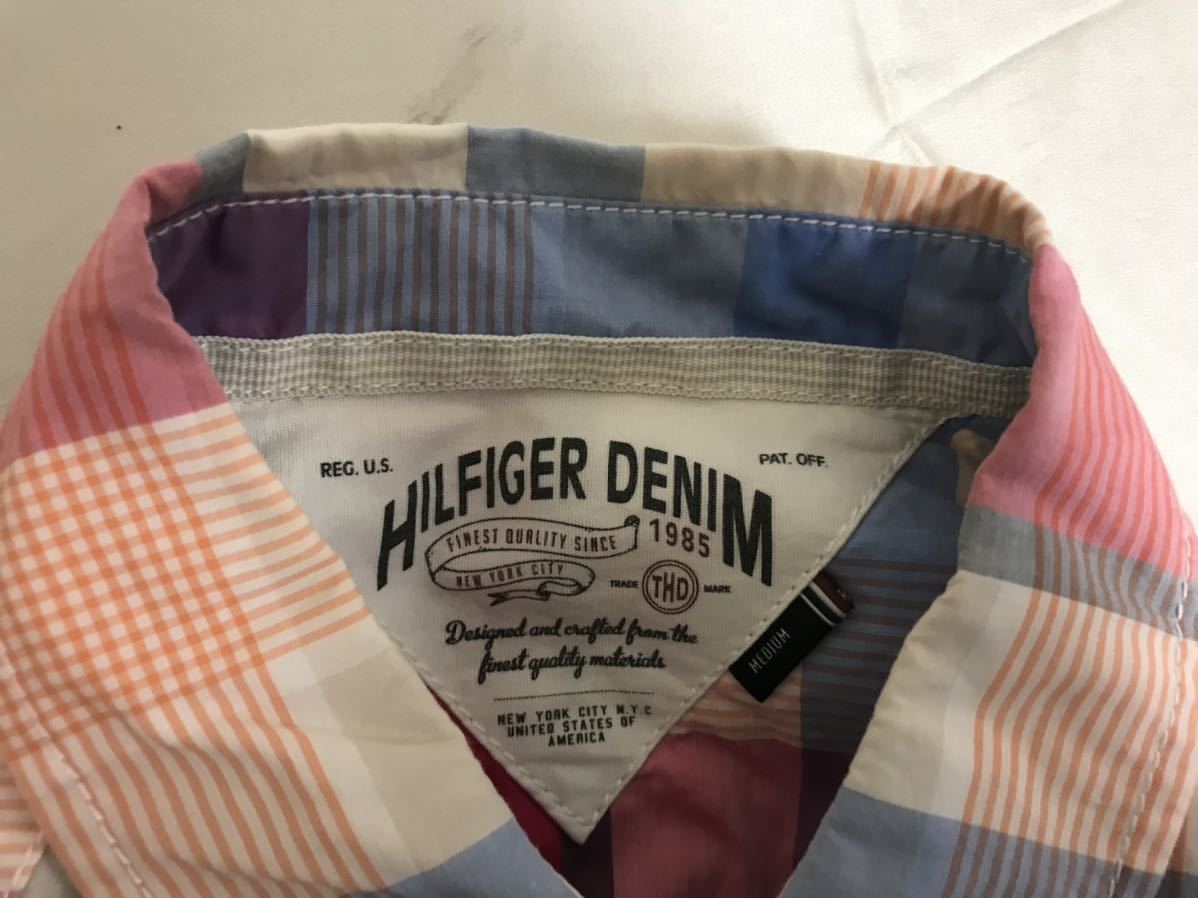 REG. U.S.
PAT. OFF.
HILFIGER DENIM
FINEST QUALITY SINCE
1985
NEW YORK CITY
TRADE THD MARK
Designed and crafted from the
finest quality materials
NEW YORK CITY N.Y.C
UNITED STATES OF
AMERICA
MEDIUM